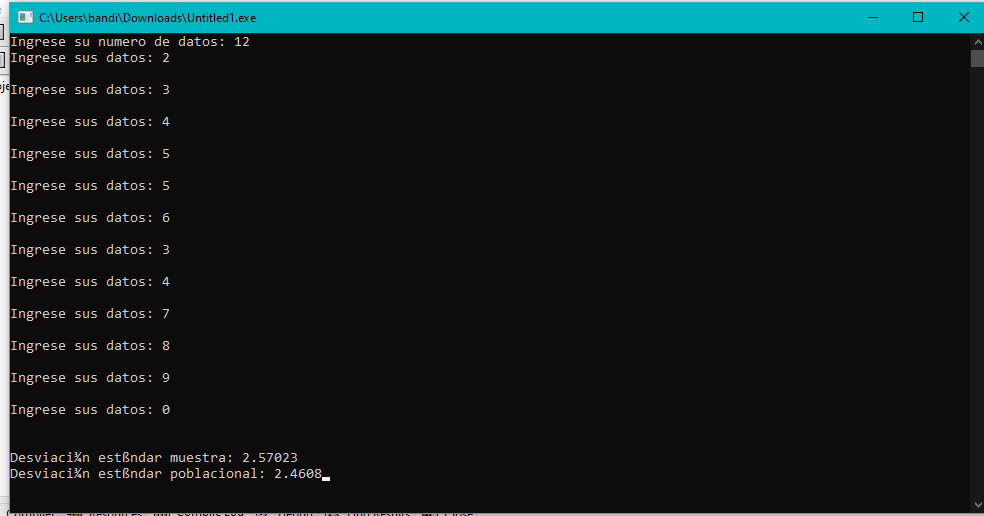 C:\Users\bandi\Downloads\Untitled1.exe
Ingrese su numero de datos: 12
Ingrese sus datos: 2
Ingrese sus datos: 3
Ingrese sus datos: 4
Ingrese sus datos: 5
Ingrese sus datos: 5
Ingrese sus datos: 6
Ingrese sus datos: 3
Ingrese sus datos: 4
Ingrese sus datos: 7
Ingrese sus datos: 8
Ingrese sus datos: 9
Ingrese sus datos: 0
Desviaci¾n estßndar muestra: 2.57023
Desviaci¾n estßndar poblacional: 2.4608